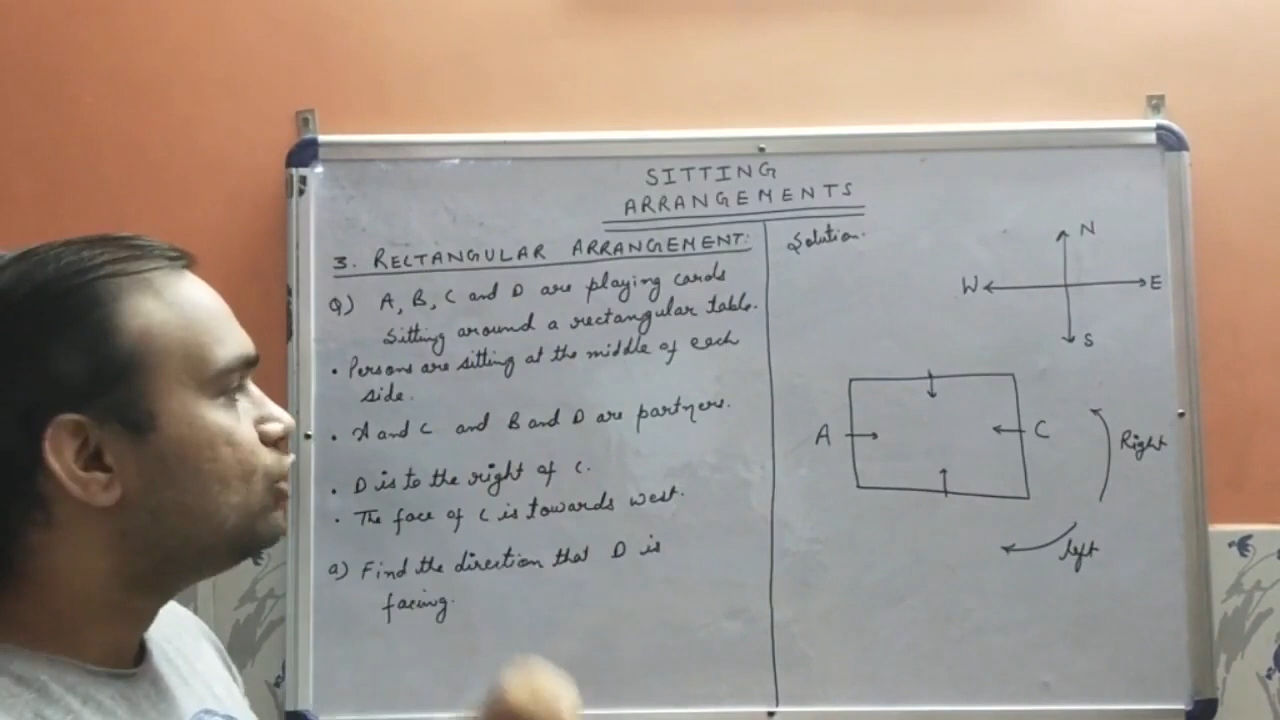 SITTING
ARRANGEMENTS
3. RECTANGULAR ARRANGEMENT:
Q) A, B, C and D are playing cards
Sitting around a rectangular table.
• Persons are sitting at the middle of each
side.
• A and C and B and D are partners.
• D is to the right of C.
• The face of C is towards west.
a) Find the direction that D is
facing.
Solution.
N
W E
S
A C
Right
left